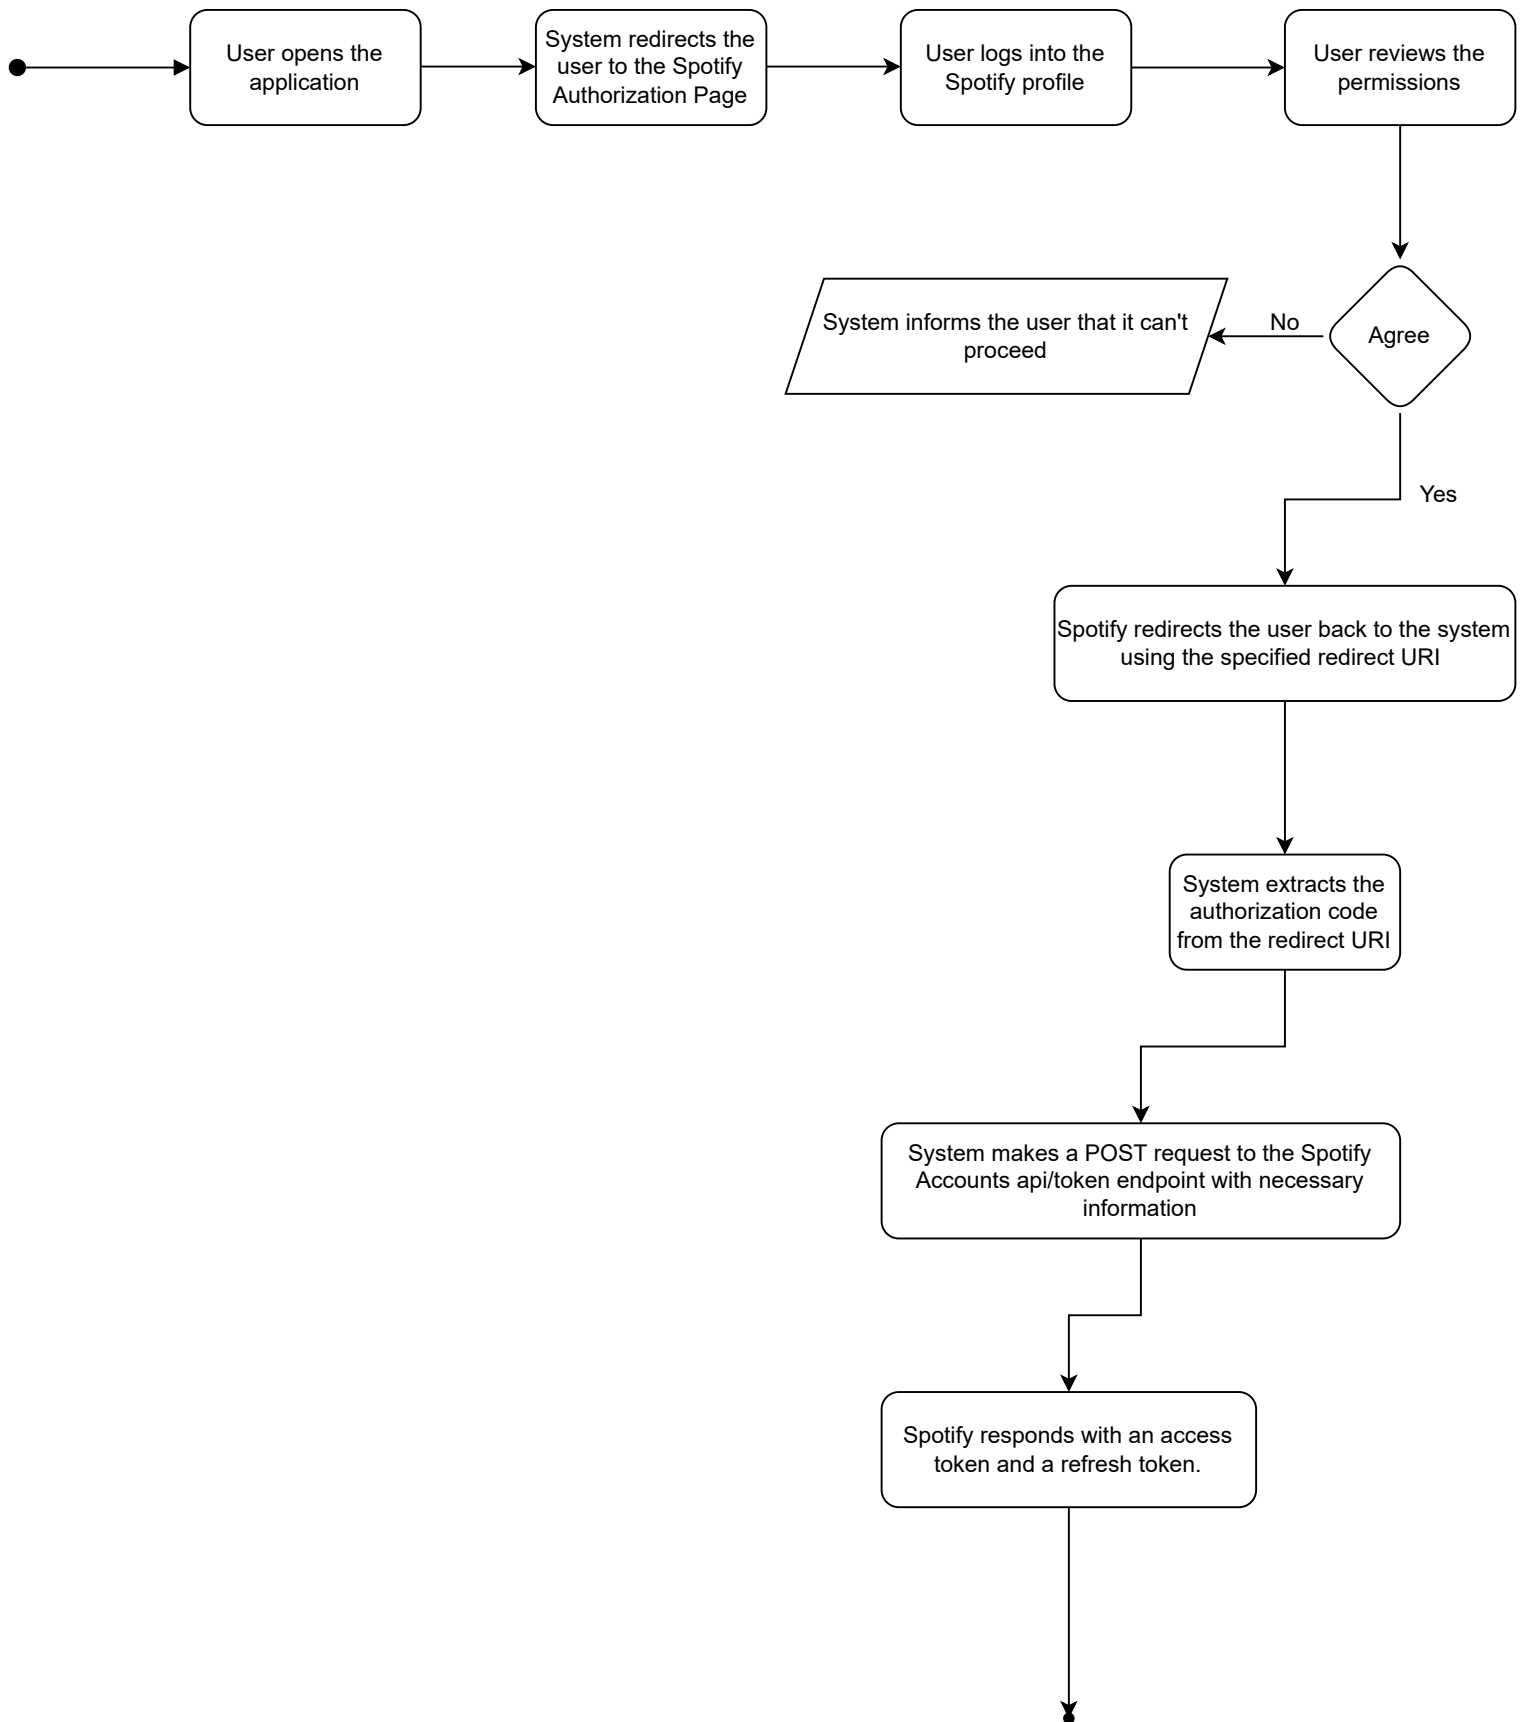 User opens the
application
System redirects the
user to the Spotify
Authorization Page
User logs into the
Spotify profile
User reviews the
permissions
System informs the user that it can't
proceed
No
Agree
Yes
Spotify redirects the user back to the system
using the specified redirect URI
System extracts the
authorization code
from the redirect URI
System makes a POST request to the Spotify
Accounts api/token endpoint with necessary
information
Spotify responds with an access
token and a refresh token.